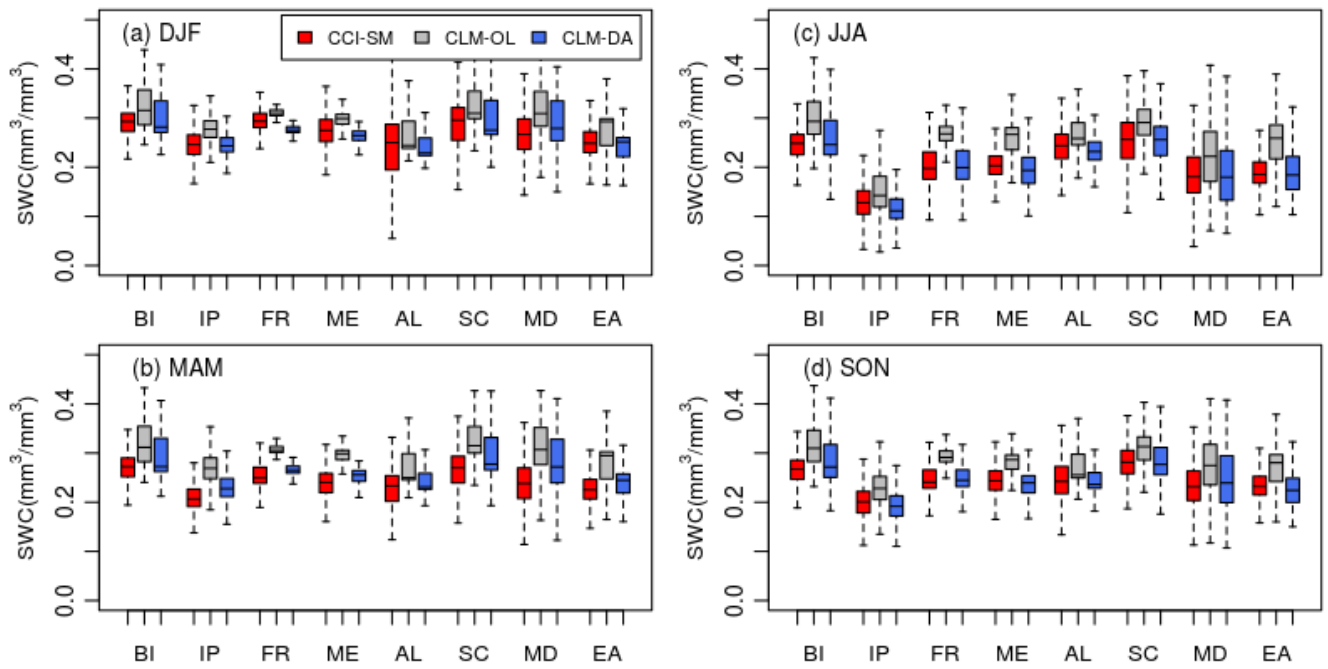 (a) DJF
CCI-SM CLM-OL CLM-DA
SWC(mm³/mm³)
0.0 0.2 0.4
BI IP FR ME AL SC MD EA
(c) JJA
SWC(mm³/mm³)
0.0 0.2 0.4
BI IP FR ME AL SC MD EA
(b) MAM
SWC(mm³/mm³)
0.0 0.2 0.4
BI IP FR ME AL SC MD EA
(d) SON
SWC(mm³/mm³)
0.0 0.2 0.4
BI IP FR ME AL SC MD EA